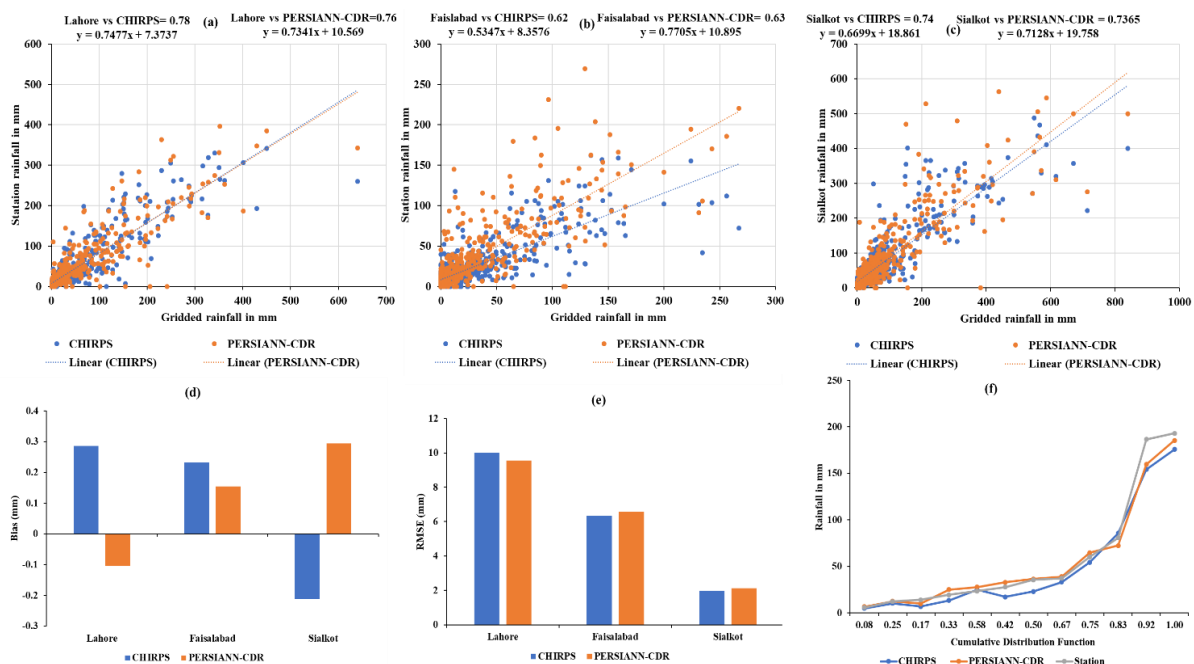 (a)
Lahore vs CHIRPS= 0.78
y = 0.7477x + 7.3737
Lahore vs PERSIANN-CDR=0.76
y = 0.7341x + 10.569
600
500
400
300
200
100
0
0 100 200 300 400 500 600 700
Stataion rainfall in mm
Gridded rainfall in mm
CHIRPS PERSIANN-CDR
Linear (CHIRPS) Linear (PERSIANN-CDR)
Faislabad vs CHIRPS= 0.62
y = 0.5347x + 8.3576
(b)
Faisalabad vs PERSIANN-CDR = 0.63
y = 0.7705x + 10.895
300
250
200
150
100
50
0
0 50 100 150 200 250 300
Station rainfall in mm
Gridded rainfall in mm
CHIRPS PERSIANN-CDR
Linear (CHIRPS) Linear (PERSIANN-CDR)
Sialkot vs CHIRPS = 0.74
y = 0.6699x + 18.861
(c)
Sialkot vs PERSIANN-CDR = 0.7365
y = 0.7128x + 19.758
700
600
500
400
300
200
100
0
0 200 400 600 800 1000
Sialkot rainfall in mm
Gridded rainfall in mm
CHIRPS PERSIANN-CDR
Linear (CHIRPS) Linear (PERSIANN-CDR)
(d)
0.4
0.3
0.2
0.1
0
-0.1
-0.2
-0.3
Bias (mm)
Lahore Faisalabad Sialkot
CHIRPS PERSIANN-CDR
(e)
12
10
8
6
4
2
0
RMSE (mm)
Lahore Faisalabad Sialkot
CHIRPS PERSIANN-CDR
(f)
200
150
100
50
0
Rainfall in mm
0.08 0.25 0.17 0.33 0.58 0.42 0.50 0.67 0.75 0.83 0.92 1.00
Cumulative Distribution Function
CHIRPS PERSIANN-CDR Station